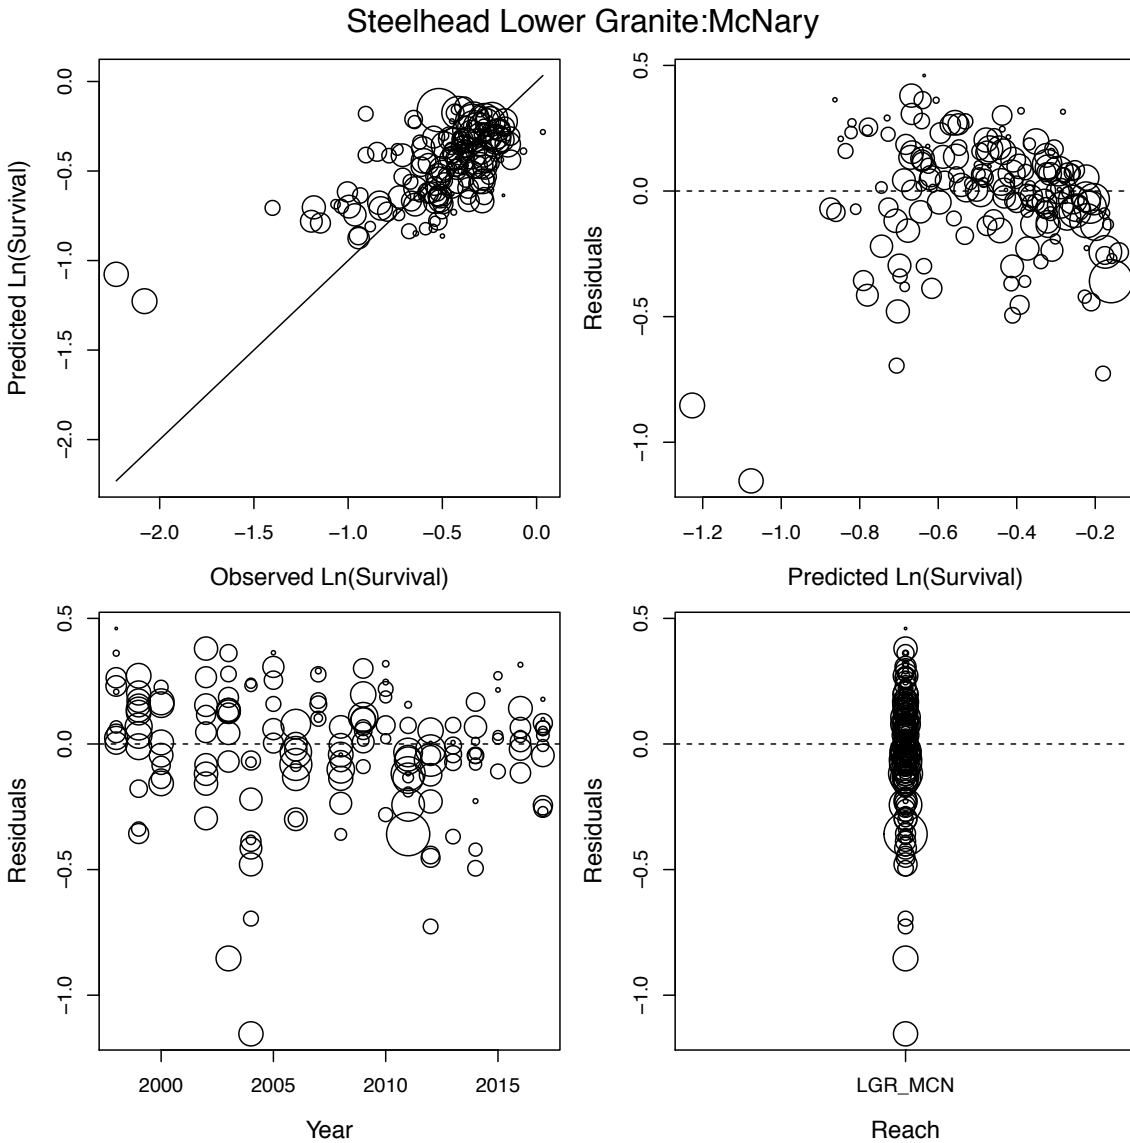 Steelhead Lower Granite:McNary
0.0
−0.5
−1.0
−1.5
−2.0
Predicted Ln(Survival)
−2.0 −1.5 −1.0 −0.5 0.0
Observed Ln(Survival)
0.5
0.0
−0.5
−1.0
Residuals
−1.2 −1.0 −0.8 −0.6 −0.4 −0.2
Predicted Ln(Survival)
0.5
0.0
−0.5
−1.0
Residuals
2000 2005 2010 2015
Year
0.5
0.0
−0.5
−1.0
Residuals
LGR_MCN
Reach